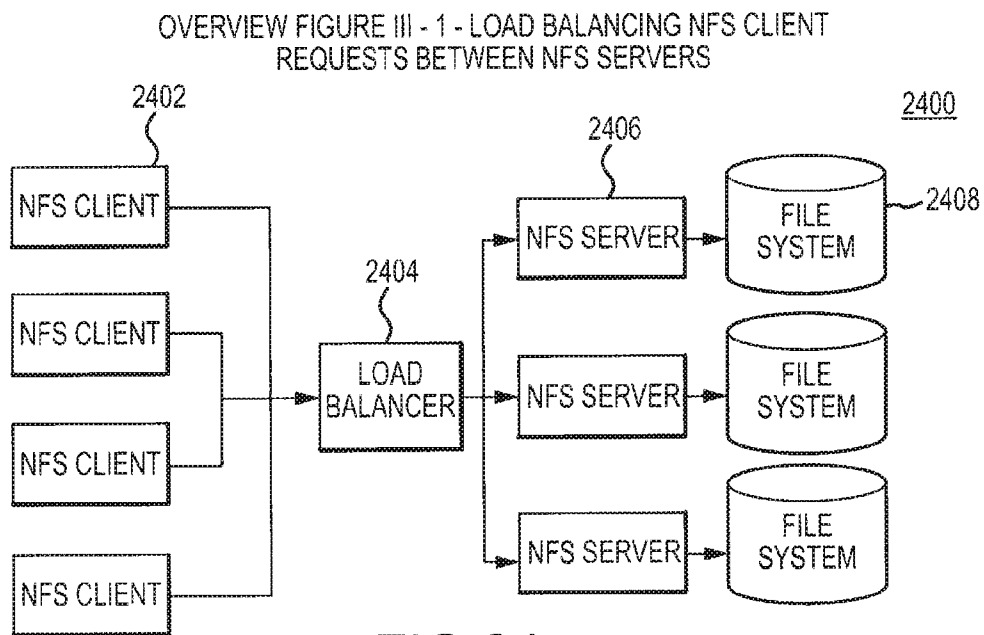 OVERVIEW FIGURE III - 1 - LOAD BALANCING NFS CLIENT
REQUESTS BETWEEN NFS SERVERS
2400
2402
NFS CLIENT
NFS CLIENT
NFS CLIENT
NFS CLIENT
2404
LOAD
BALANCER
2406
NFS SERVER
NFS SERVER
NFS SERVER
2408
FILE
SYSTEM
FILE
SYSTEM
FILE
SYSTEM